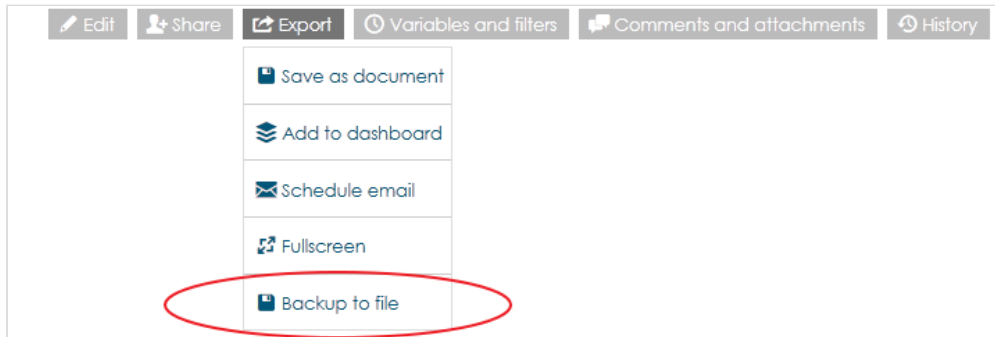 Edit Share Export Variables and filters Comments and attachments History
Save as document
Add to dashboard
Schedule email
Fullscreen
Backup to file